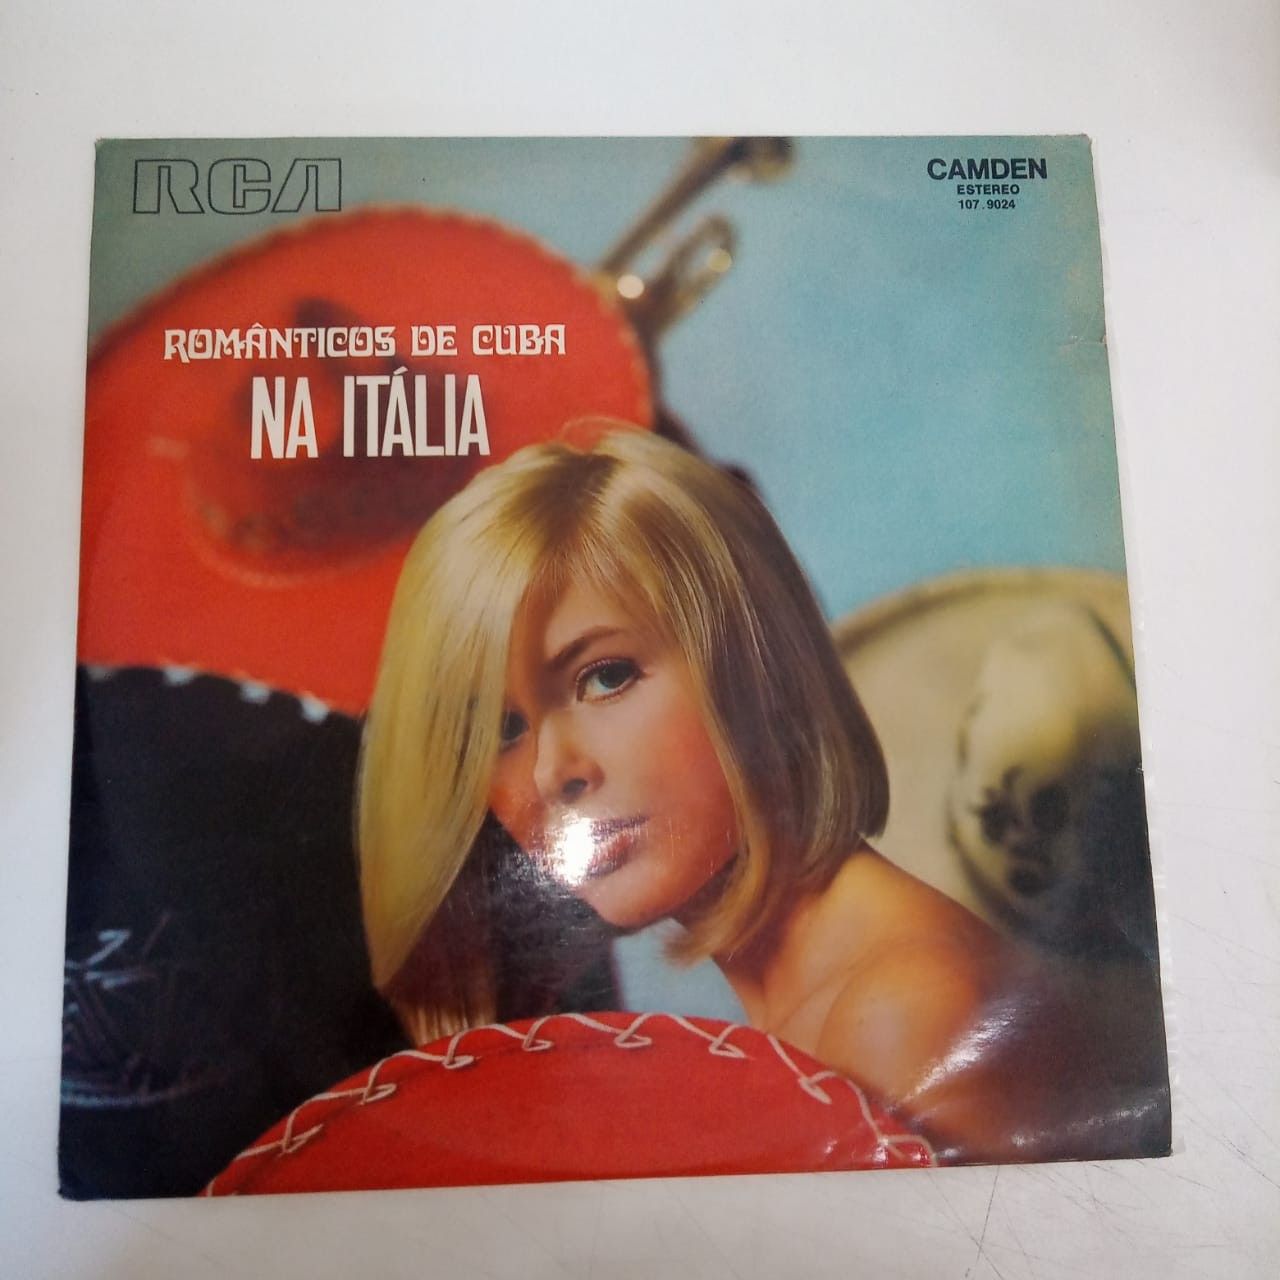 RCA
CAMDEN
ESTEREO
107.9024
ROMÂNTICOS DE CUBA
NA ITÁLIA